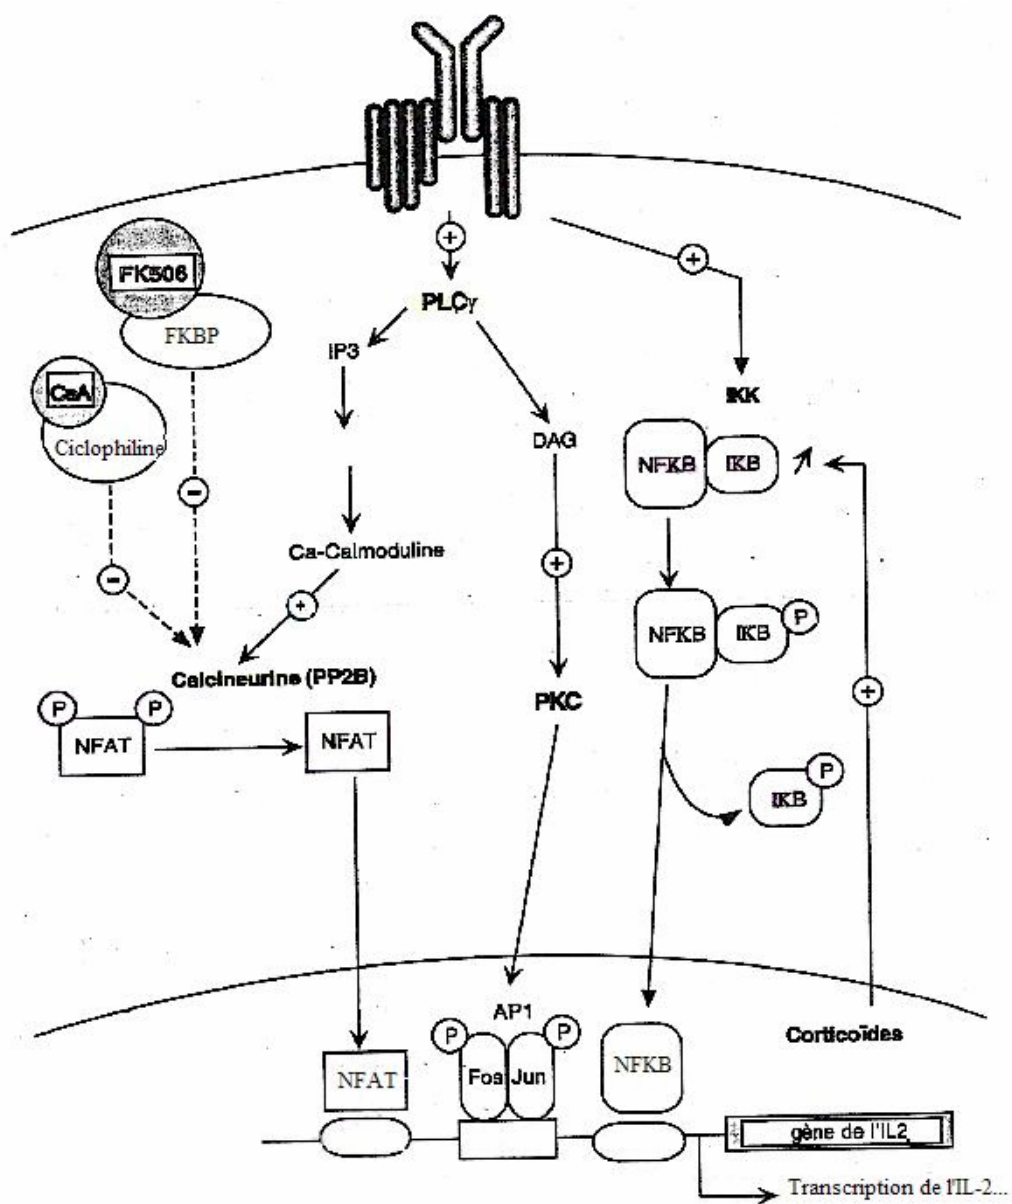 +
+
FK506
PLCγ
FKBP
IP3
CsA
IKK
Ciclophiline
DAG
NFKB
IKB
−
Ca-Calmoduline
−
+
+
NFKB
IKB
P
Calcineurine (PP2B)
+
P
P
PKC
NFAT
NFAT
P
IKB
AP1
P
P
Corticoïdes
NFAT
Fos
Jun
NFKB
gène de l'IL2
Transcription de l'IL-2...